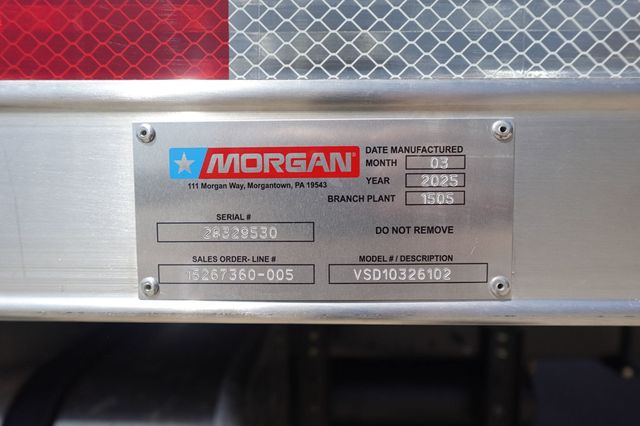 MORGAN
111 Morgan Way, Morgantown, PA 19543
DATE MANUFACTURED
MONTH 03
YEAR 2025
BRANCH PLANT 1505
SERIAL #
28329530
DO NOT REMOVE
SALES ORDER- LINE #
15267360-005
MODEL # / DESCRIPTION
VSD10326102